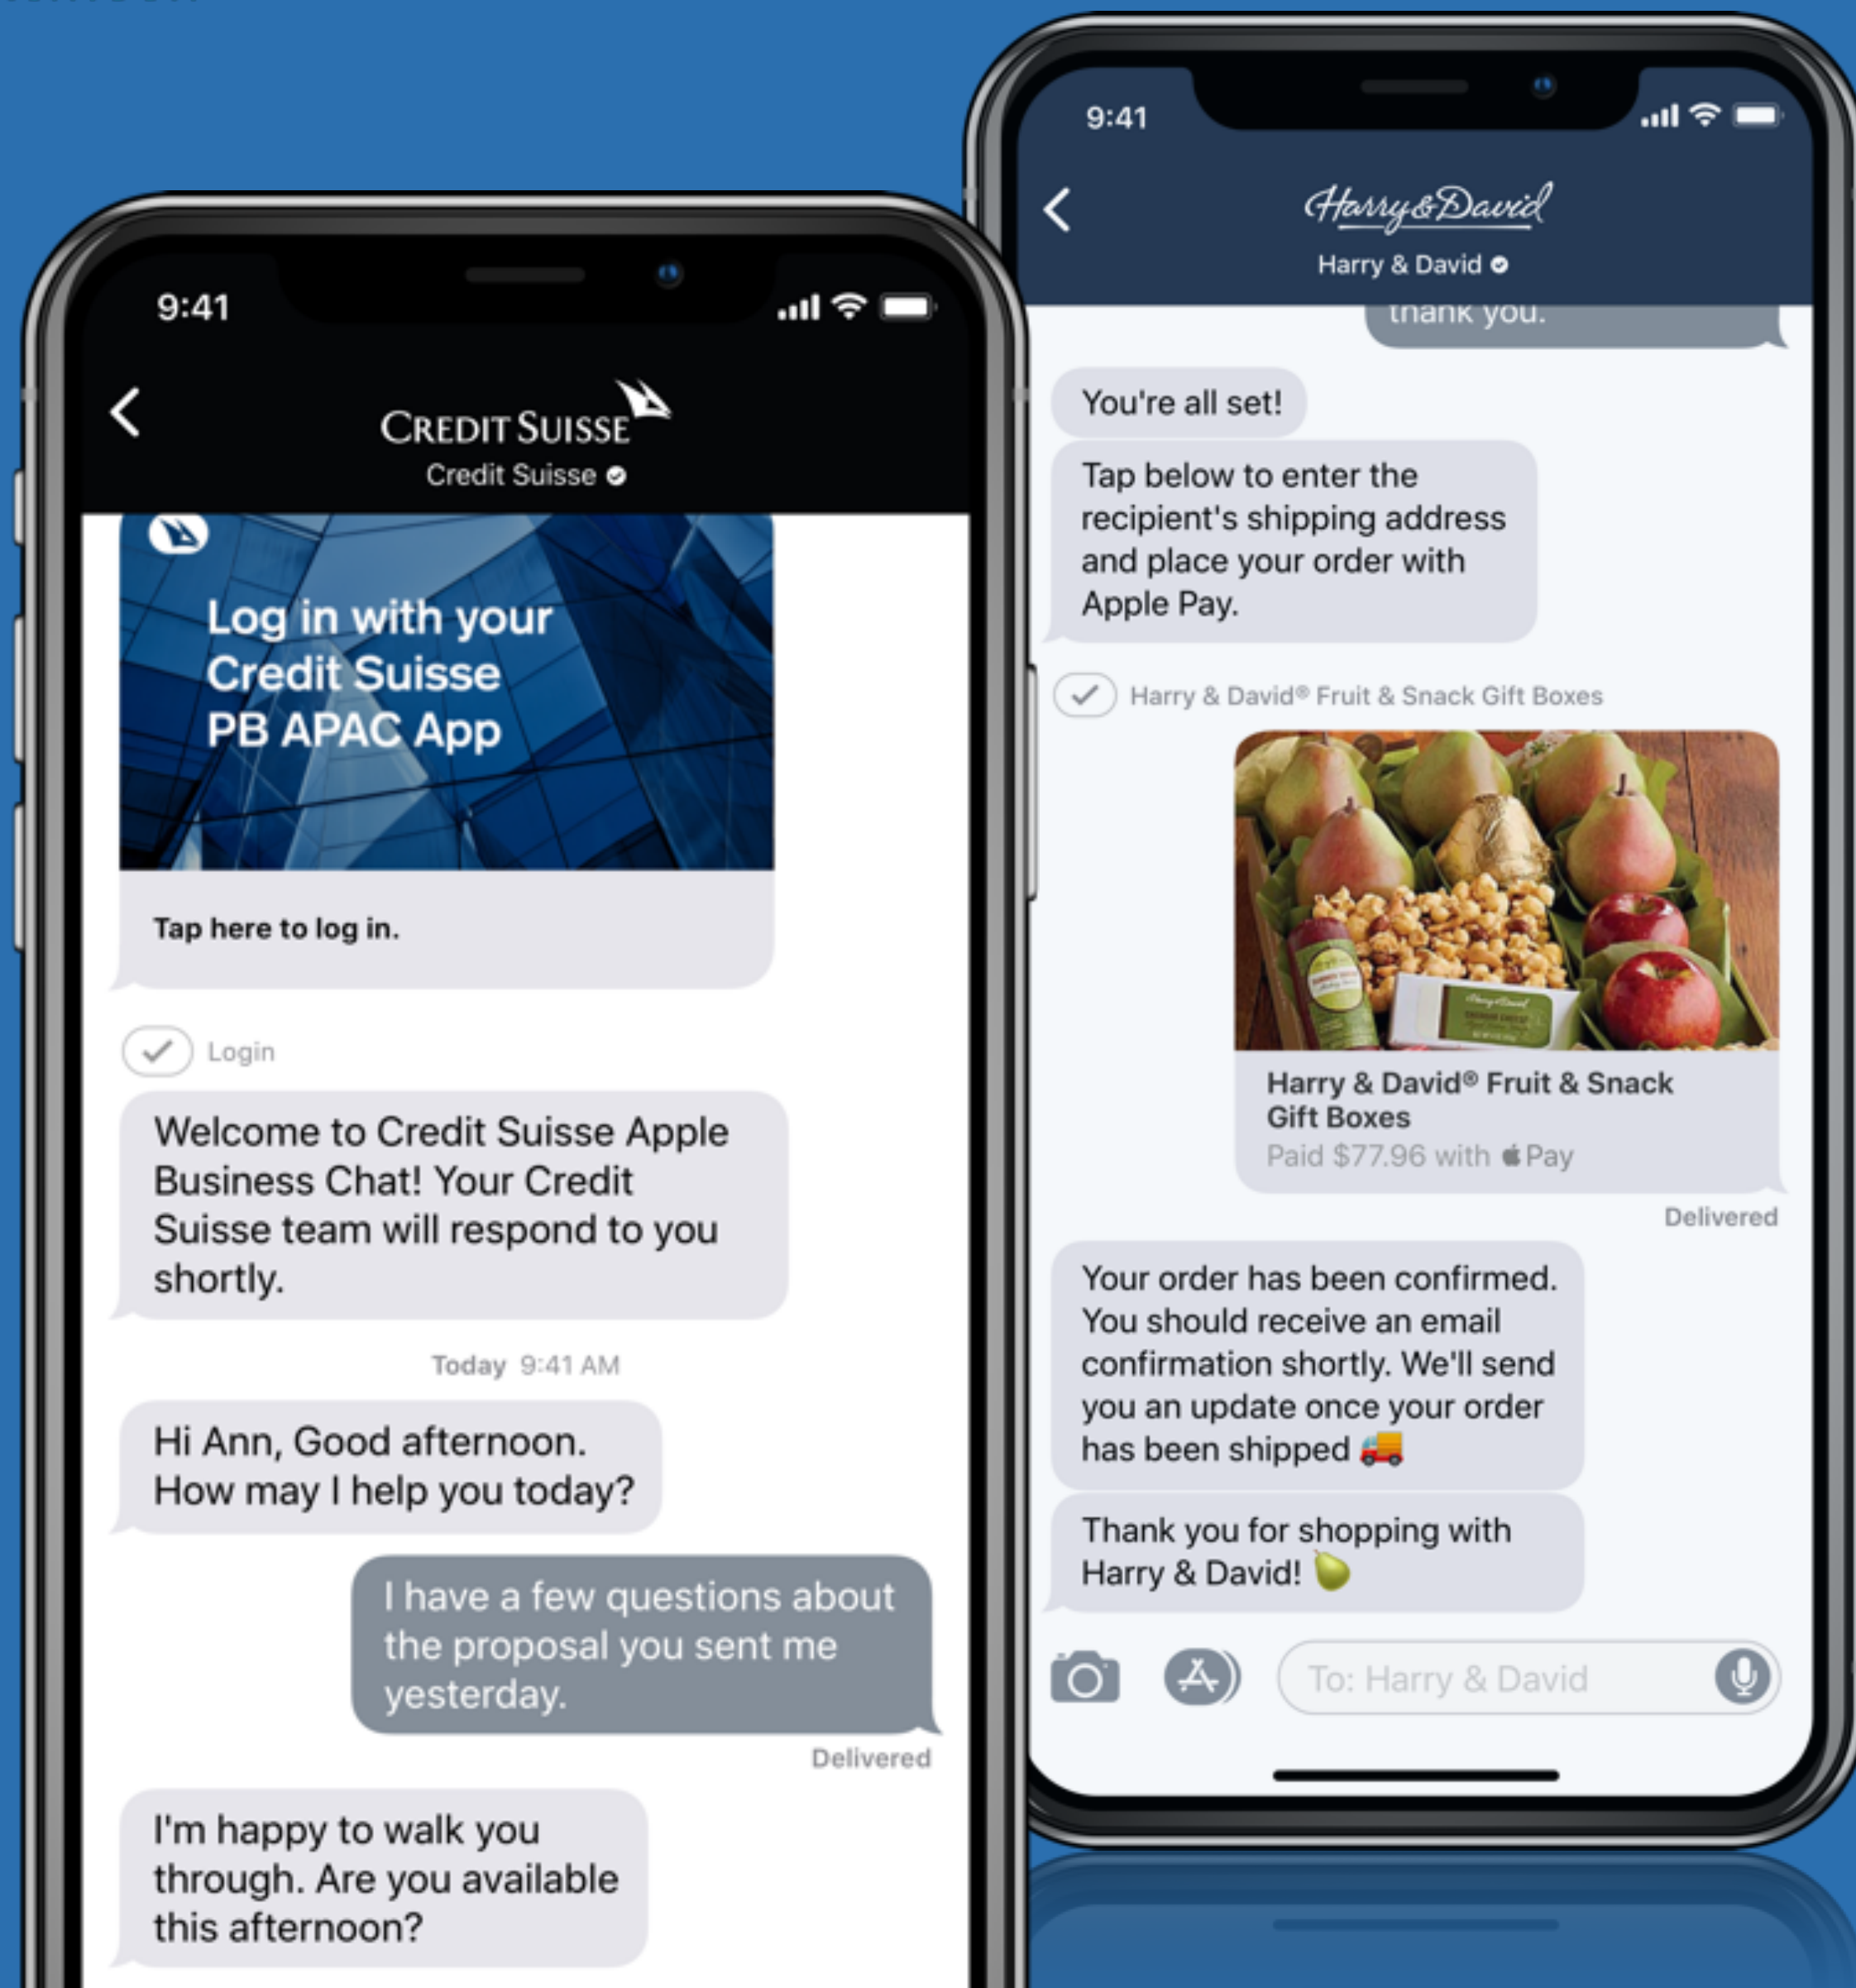 9:41
CREDIT SUISSE
Credit Suisse
Log in with your
Credit Suisse
PB APAC App
Tap here to log in.
Login
Welcome to Credit Suisse Apple
Business Chat! Your Credit
Suisse team will respond to you
shortly.
Today 9:41 AM
Hi Ann, Good afternoon.
How may I help you today?
I have a few questions about
the proposal you sent me
yesterday.
Delivered
I'm happy to walk you
through. Are you available
this afternoon?
9:41
Harry & David
Harry & David
thank you.
You're all set!
Tap below to enter the
recipient's shipping address
and place your order with
Apple Pay.
Harry & David® Fruit & Snack Gift Boxes
Harry & David
Harry & David® Fruit & Snack
Gift Boxes
Paid $77.96 with Pay
Delivered
Your order has been confirmed.
You should receive an email
confirmation shortly. We'll send
you an update once your order
has been shipped 🚚
Thank you for shopping with
Harry & David! 🍐
To: Harry & David